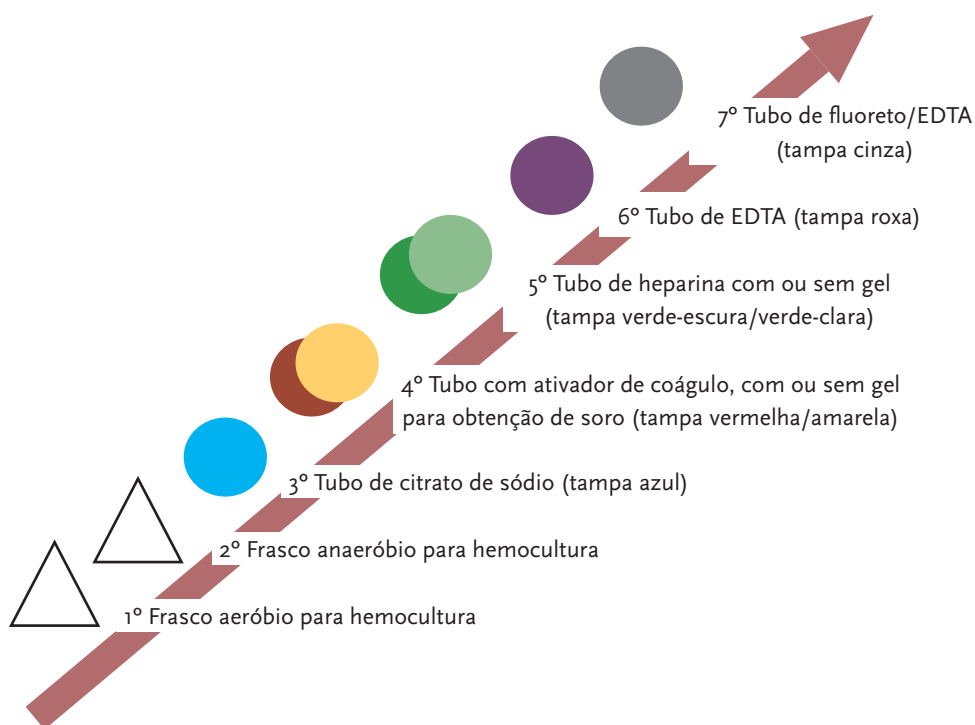 7º Tubo de fluoreto/EDTA
(tampa cinza)
6º Tubo de EDTA (tampa roxa)
5º Tubo de heparina com ou sem gel
(tampa verde-escura/verde-clara)
4º Tubo com ativador de coágulo, com ou sem gel
para obtenção de soro (tampa vermelha/amarela)
3º Tubo de citrato de sódio (tampa azul)
2º Frasco anaeróbio para hemocultura
1º Frasco aeróbio para hemocultura